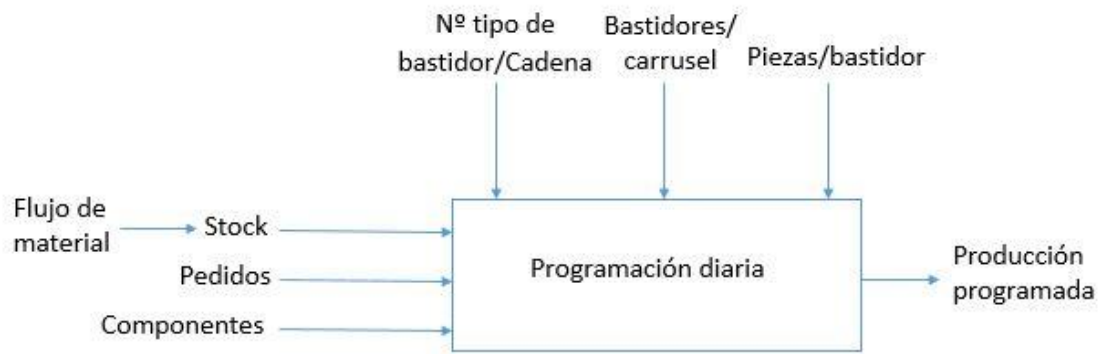 Nº tipo de
bastidor/Cadena
Bastidores/
carrusel
Piezas/bastidor
Flujo de
material
Stock
Pedidos
Componentes
Programación diaria
Producción
programada